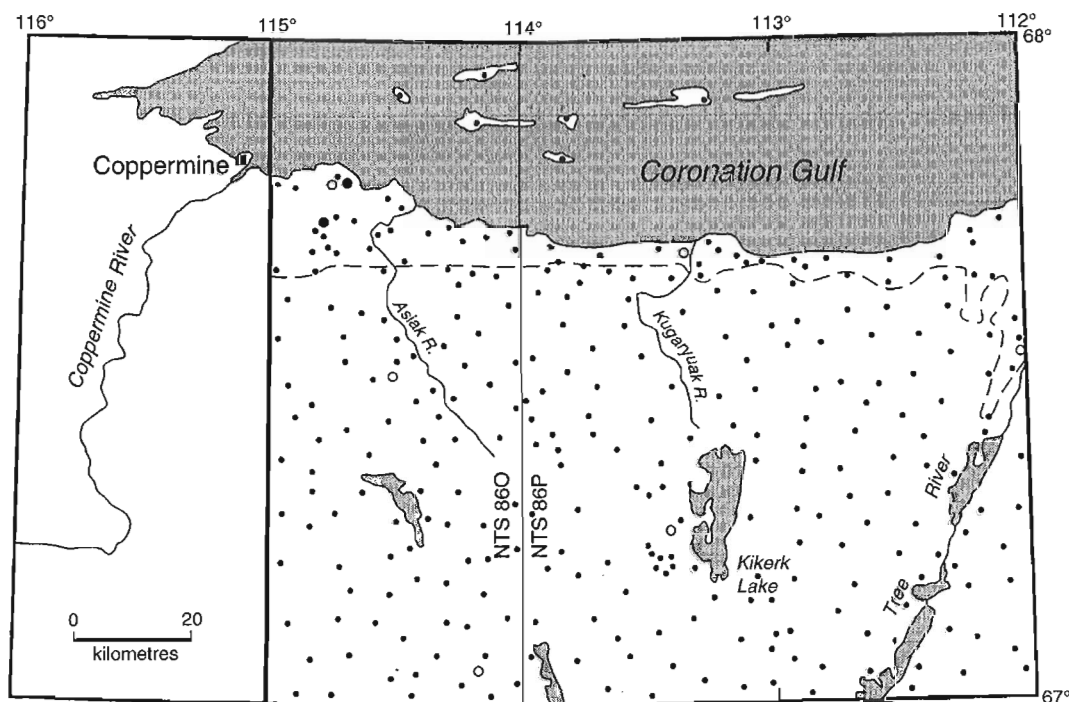 116°
115°
114°
113°
112°
68°
Coppermine
Coronation Gulf
Coppermine River
Asiak R.
Kugaryuak R.
NTS 86O
NTS 86P
River
Kikerk
Lake
Tree
0 20
kilometres
67°